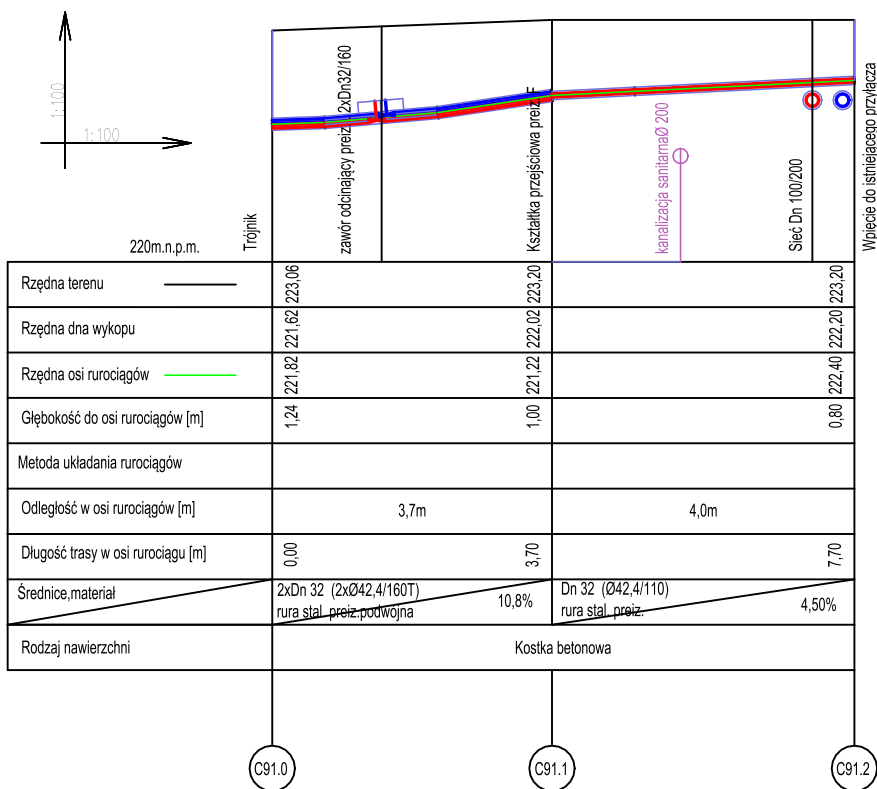 1:100
1:100
220m.n.p.m.
Trójnik
zawór odcinający preiz. 2xDn32/160
Kształtka przejściowa preiz. F
kanalizacja sanitarnaØ 200
Sieć Dn 100/200
Wpięcie do istniejącego przyłącza
Rzędna terenu 223,06 223,20 223,20
Rzędna dna wykopu 221,62 222,02 222,20
Rzędna osi rurociągów 221,82 221,22 222,40
Głębokość do osi rurociągów [m] 1,24 1,00 0,80
Metoda układania rurociągów
Odległość w osi rurociągów [m] 3,7m 4,0m
Długość trasy w osi rurociągu [m] 0,00 3,70 7,70
Średnice,materiał
2xDn 32 (2xØ42,4/160T)
rura stal. preiz.podwójna
10,8%
Dn 32 (Ø42,4/110)
rura stal. preiz.
4,50%
Rodzaj nawierzchni Kostka betonowa
C91.0 C91.1 C91.2